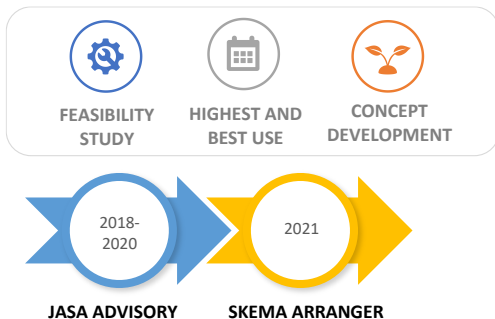 FEASIBILITY
STUDY
HIGHEST AND
BEST USE
CONCEPT
DEVELOPMENT
2018-
2020
2021
JASA ADVISORY
SKEMA ARRANGER